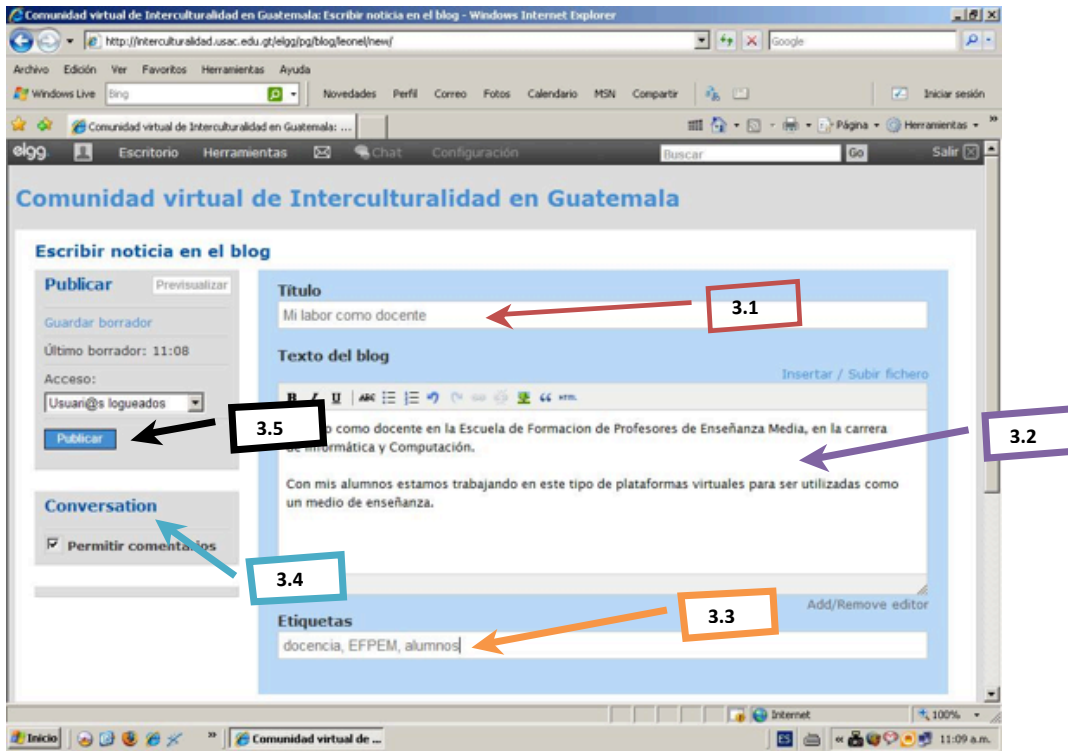 Comunidad virtual de Interculturalidad en Guatemala: Escribir noticia en el blog - Windows Internet Explorer
http://interculturalidad.usac.edu.gt/elgg/pg/blog/leonel/new/
Google
Archivo Edición Ver Favoritos Herramientas Ayuda
Windows Live Bing Novedades Perfil Correo Fotos Calendario MSN Compartir Iniciar sesión
Comunidad virtual de Interculturalidad en Guatemala: ... Página Herramientas
elgg Escritorio Herramientas Chat Configuración Buscar Go Salir
Comunidad virtual de Interculturalidad en Guatemala
Escribir noticia en el blog
Publicar Previsualizar
Guardar borrador
Último borrador: 11:08
Acceso:
Usuari@s logueados
Publicar
3.5
Conversation
Permitir comentarios
3.4
Título
Mi labor como docente
3.1
Texto del blog
Insertar / Subir fichero
B I U ABC HTML
como docente en la Escuela de Formacion de Profesores de Enseñanza Media, en la carrera
de Informática y Computación.
3.2
Con mis alumnos estamos trabajando en este tipo de plataformas virtuales para ser utilizadas como
un medio de enseñanza.
Add/Remove editor
3.3
Etiquetas
docencia, EFPEM, alumnos
Internet 100%
Inicio Comunidad virtual de ... ES 11:09 a.m.